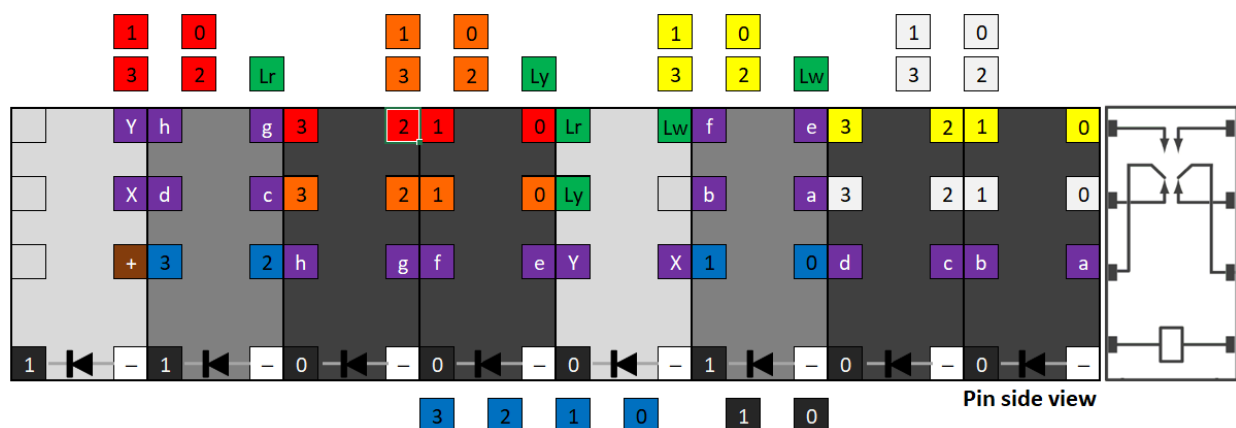 1 0 1 0 1 0 1 0
3 2 Lr 3 2 Ly 3 2 Lw 3 2
Y h g 3 2 1 0 Lr Lw f e 3 2 1 0
X d c 3 2 1 0 Ly b a 3 2 1 0
+ 3 2 h g f e Y X 1 0 d c b a
1 – 1 – 0 – 0 – 0 – 1 – 0 – 0 –
Pin side view
3 2 1 0 1 0